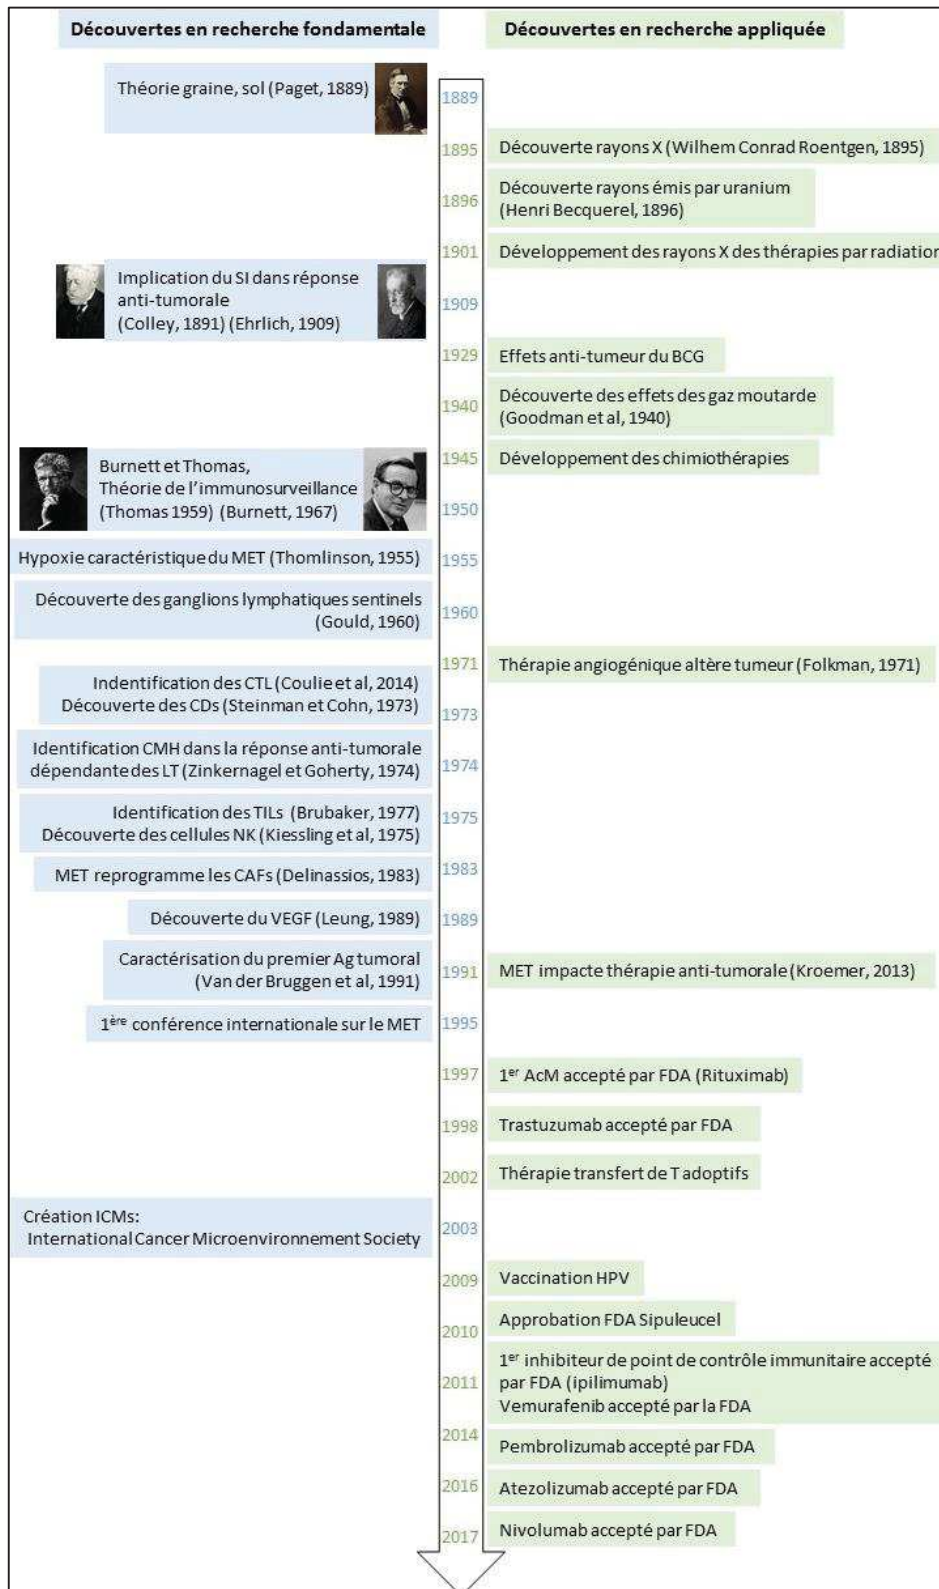 Découvertes en recherche fondamentale
Découvertes en recherche appliquée
Théorie graine, sol (Paget, 1889)
1889
1895
Découverte rayons X (Wilhem Conrad Roentgen, 1895)
1896
Découverte rayons émis par uranium
(Henri Becquerel, 1896)
1901
Développement des rayons X des thérapies par radiation
Implication du SI dans réponse
anti-tumorale
(Colley, 1891) (Ehrlich, 1909)
1909
1929
Effets anti-tumeur du BCG
1940
Découverte des effets des gaz moutarde
(Goodman et al, 1940)
1945
Développement des chimiothérapies
Burnett et Thomas,
Théorie de l'immunosurveillance
(Thomas 1959) (Burnett, 1967)
1950
Hypoxie caractéristique du MET (Thomlinson, 1955)
1955
Découverte des ganglions lymphatiques sentinels
(Gould, 1960)
1960
1971
Thérapie angiogénique altère tumeur (Folkman, 1971)
Indentification des CTL (Coulie et al, 2014)
Découverte des CDs (Steinman et Cohn, 1973)
1973
Identification CMH dans la réponse anti-tumorale
dépendante des LT (Zinkernagel et Goherty, 1974)
1974
Identification des TILs (Brubaker, 1977)
Découverte des cellules NK (Kiessling et al, 1975)
1975
MET reprogramme les CAFs (Delinassios, 1983)
1983
Découverte du VEGF (Leung, 1989)
1989
Caractérisation du premier Ag tumoral
(Van der Bruggen et al, 1991)
1991
MET impacte thérapie anti-tumorale (Kroemer, 2013)
1ère conférence internationale sur le MET
1995
1997
1er AcM accepté par FDA (Rituximab)
1998
Trastuzumab accepté par FDA
2002
Thérapie transfert de T adoptifs
Création ICMs:
International Cancer Microenvironnement Society
2003
2009
Vaccination HPV
2010
Approbation FDA Sipuleucel
2011
1er inhibiteur de point de contrôle immunitaire accepté
par FDA (ipilimumab)
Vemurafenib accepté par la FDA
2014
Pembrolizumab accepté par FDA
2016
Atezolizumab accepté par FDA
2017
Nivolumab accepté par FDA